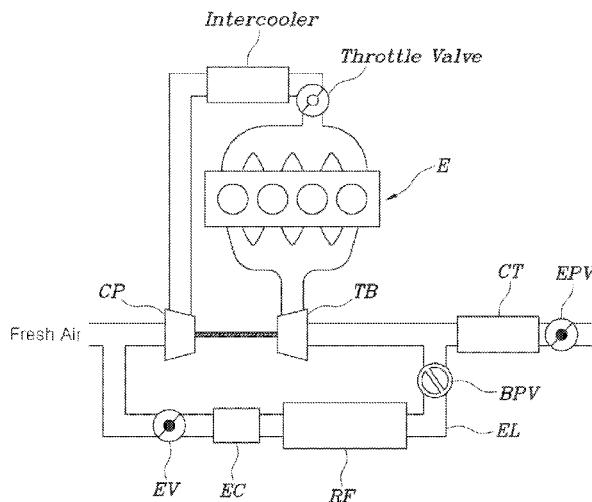 Intercooler
Throttle Valve
E
CP
TB
CT
EPV
Fresh Air
BPV
EL
EV
EC
RF